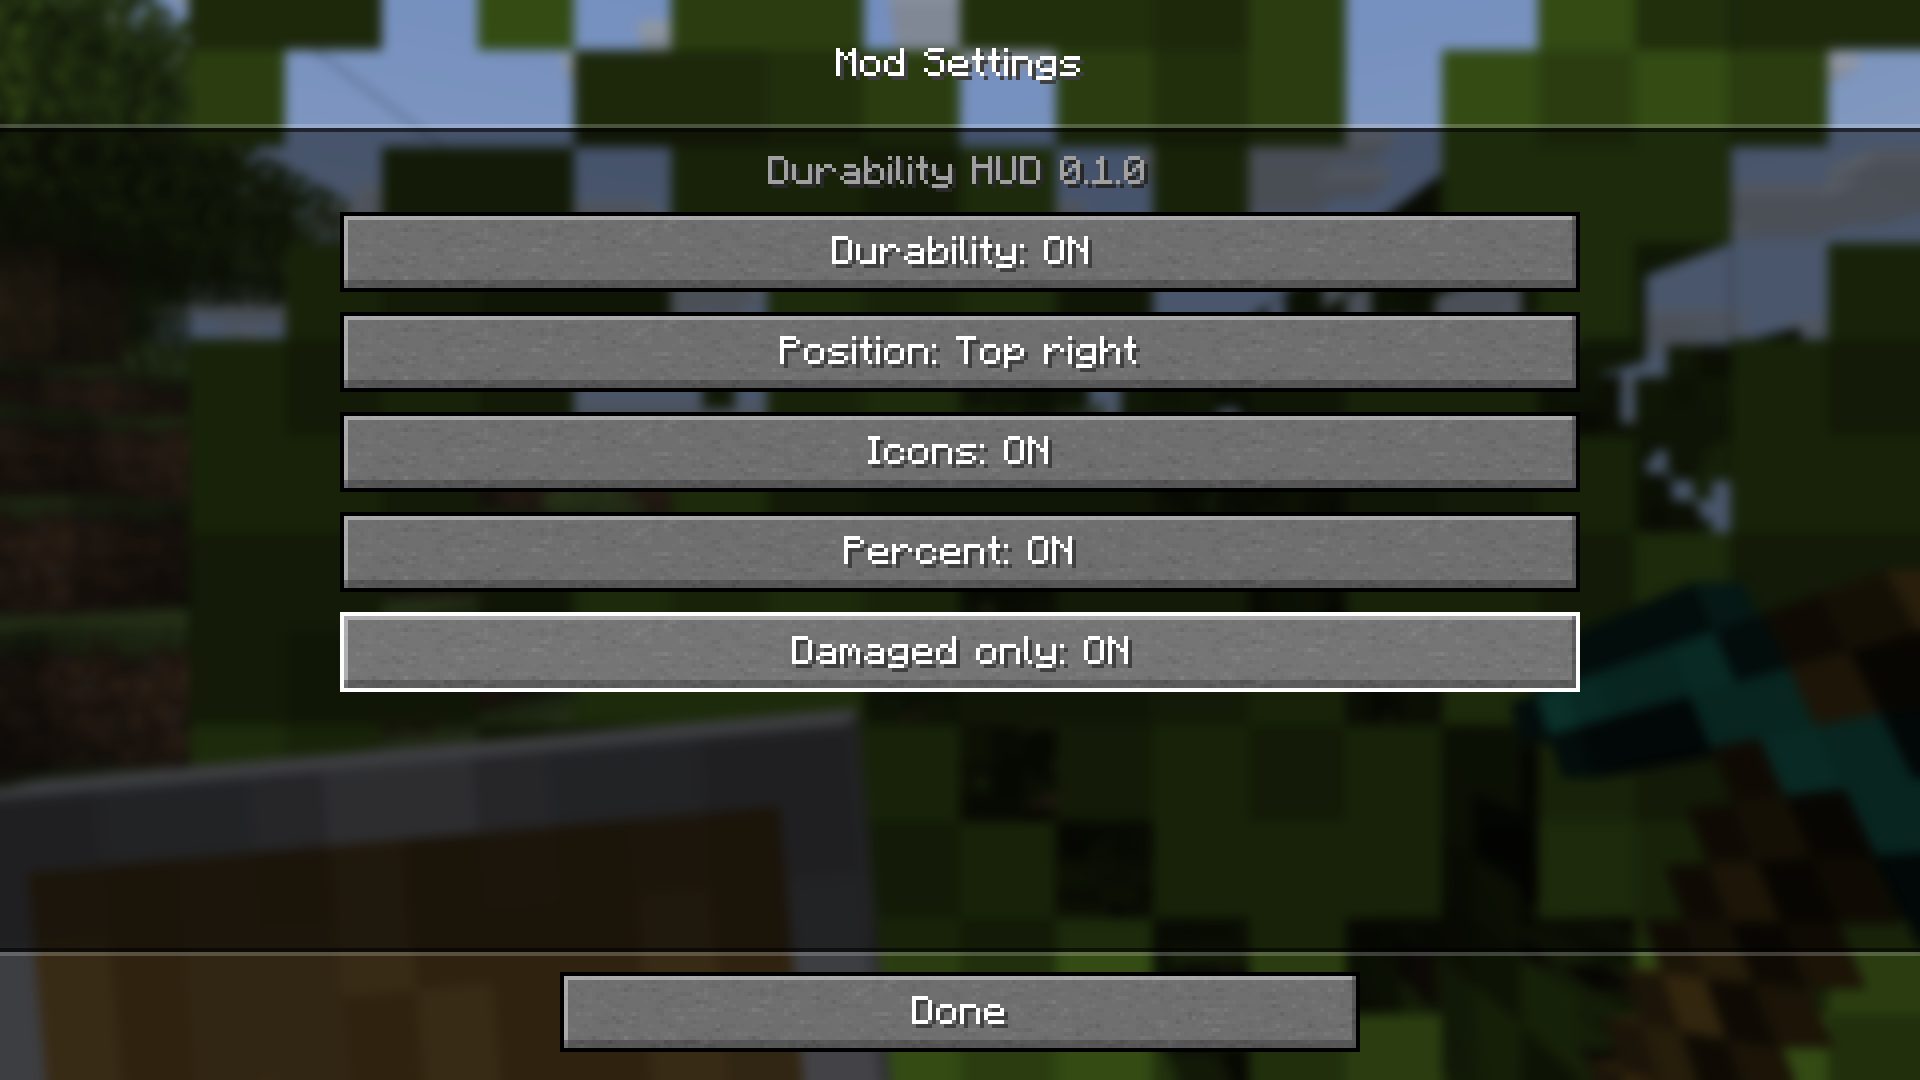 Mod Settings
Durability HUD 0.1.0
Durability: ON
Position: Top right
Icons: ON
Percent: ON
Damaged only: ON
Done